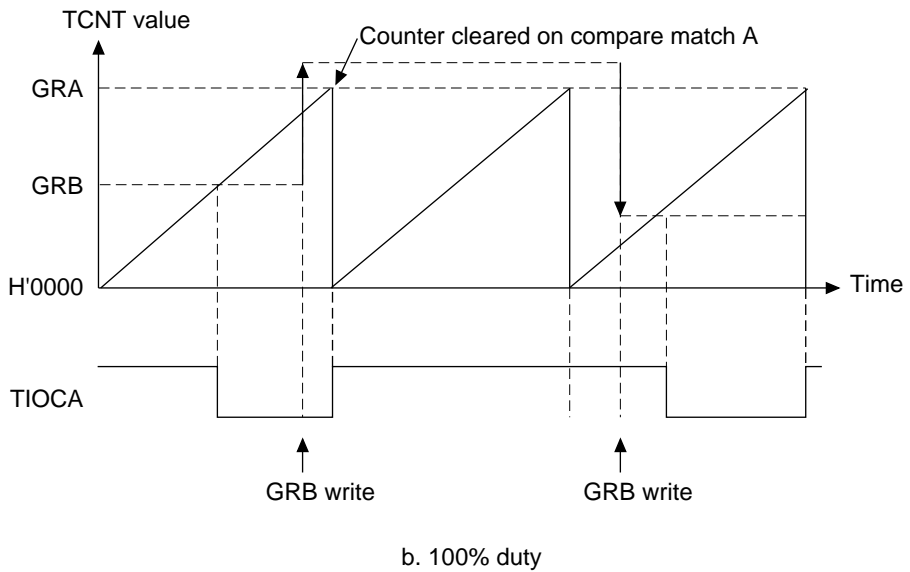 TCNT value
Counter cleared on compare match A
GRA
GRB
H'0000
Time
TIOCA
GRB write
GRB write
b. 100% duty